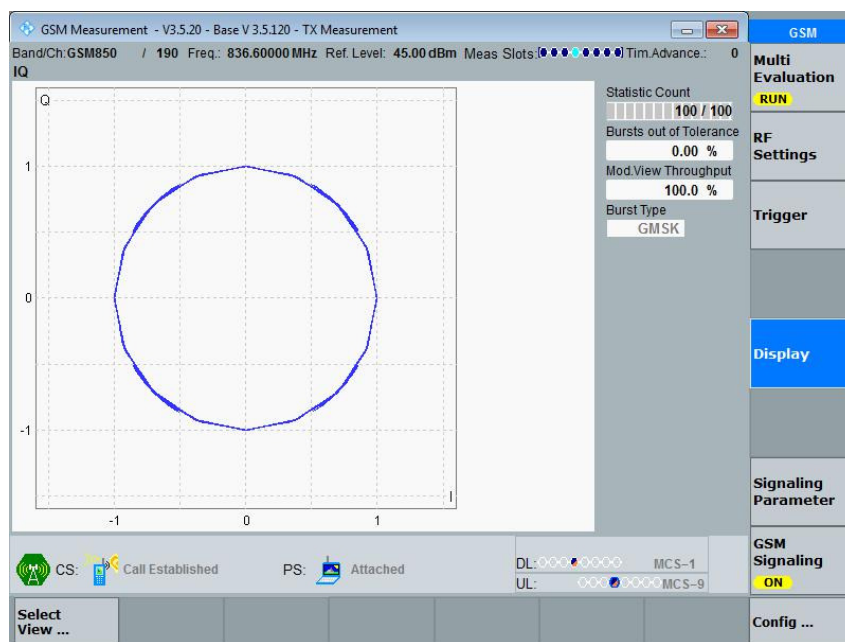 GSM Measurement - V3.5.20 - Base V 3.5.120 - TX Measurement
GSM
Band/Ch: GSM850 / 190 Freq.: 836.60000 MHz Ref. Level: 45.00 dBm Meas Slots: Tim.Advance.: 0
IQ
Multi
Evaluation
RUN
Q
Statistic Count
100 / 100
Bursts out of Tolerance
0.00 %
Mod.View Throughput
100.0 %
Burst Type
GMSK
RF
Settings
Trigger
Display
1
0
-1
I
-1 0 1
Signaling
Parameter
CS: Call Established PS: Attached
DL: MCS-1
UL: MCS-9
GSM
Signaling
ON
Select
View ...
Config ...